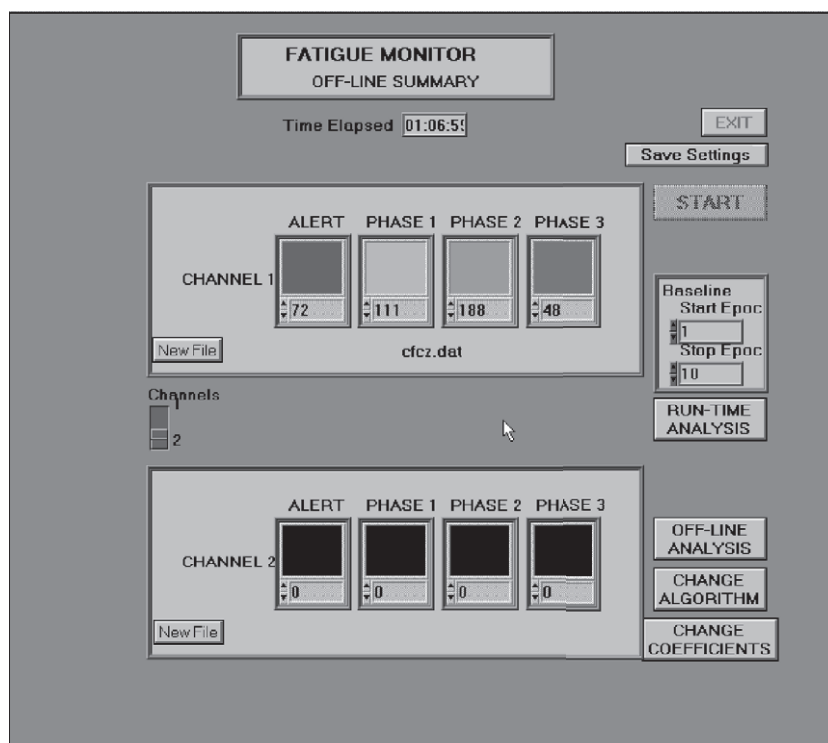 FATIGUE MONITOR
OFF-LINE SUMMARY
Time Elapsed 01:06:59
EXIT
Save Settings
START
ALERT PHASE 1 PHASE 2 PHASE 3
CHANNEL 1
72 111 188 48
New File
cfcz.dat
Baseline
Start Epoc
1
Stop Epoc
10
Channels
1
2
RUN-TIME
ANALYSIS
ALERT PHASE 1 PHASE 2 PHASE 3
CHANNEL 2
0 0 0 0
New File
OFF-LINE
ANALYSIS
CHANGE
ALGORITHM
CHANGE
COEFFICIENTS